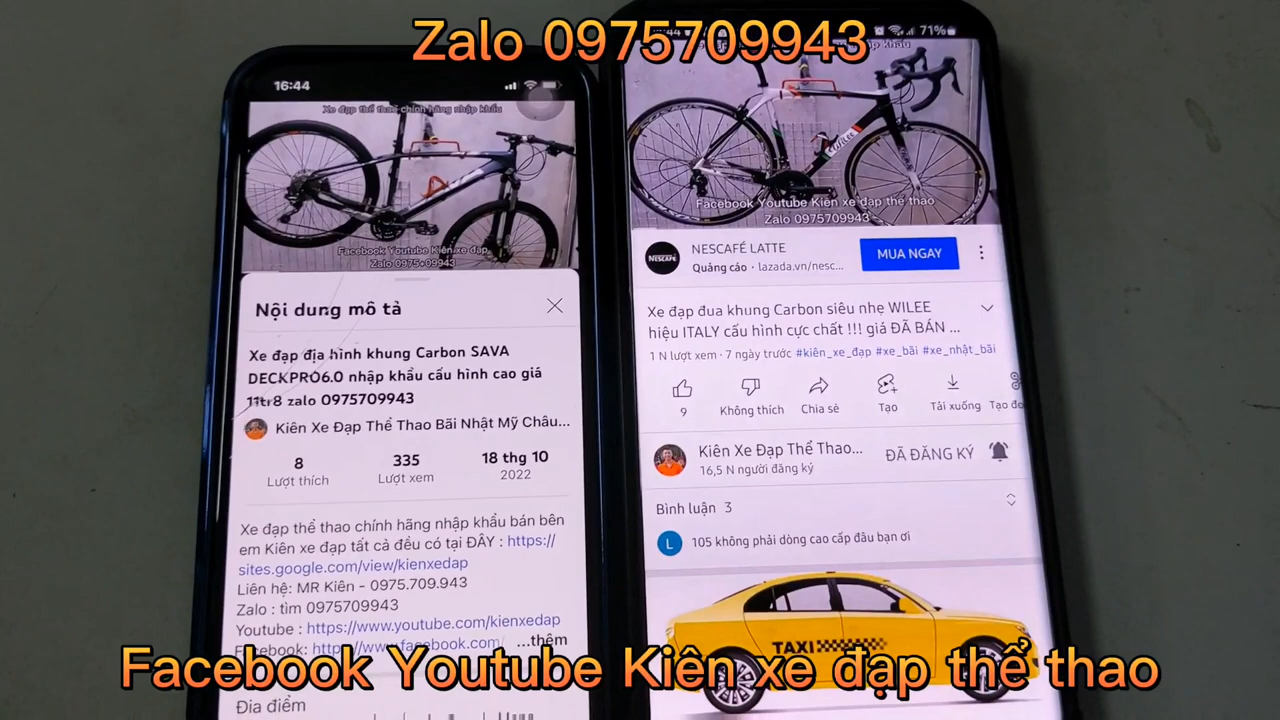 Zalo 0975709943
16:44
Xe đạp thể thao chính hãng nhập khẩu
Facebook Youtube Kiên xe đạp
Zalo 0975709943
Nội dung mô tả
Xe đạp địa hình khung Carbon SAVA
DECKPRO6.0 nhập khẩu cấu hình cao giá
11tr8 zalo 0975709943
Kiên Xe Đạp Thể Thao Bãi Nhật Mỹ Châu...
8
335
18 thg 10
Lượt thích
Lượt xem
2022
Xe đạp thể thao chính hãng nhập khẩu bán bên
em Kiên xe đạp tất cả đều có tại ĐÂY : https://
sites.google.com/view/kienxedap
Liên hệ: MR Kiên - 0975.709.943
Zalo : tìm 0975709943
Youtube : https://www.youtube.com/kienxedap
Facebook: https://www.facebook.com/ ...thêm
Địa điểm
71%
WILEE
Facebook Youtube Kiên xe đạp thể thao
Zalo 0975709943
NESCAFÉ
NESCAFÉ LATTE
Quảng cáo · lazada.vn/nesc...
MUA NGAY
Xe đạp đua khung Carbon siêu nhẹ WILEE
hiệu ITALY cấu hình cực chất !!! giá ĐÃ BÁN ...
1 N lượt xem · 7 ngày trước #kiên_xe_đạp #xe_bãi #xe_nhật_bãi
9
Không thích
Chia sẻ
Tạo
Tải xuống
Tạo đo
Kiên Xe Đạp Thể Thao...
16,5 N người đăng ký
ĐÃ ĐĂNG KÝ
Bình luận 3
L
105 không phải dòng cao cấp đâu bạn ơi
TAXI
Facebook Youtube Kiên xe đạp thể thao